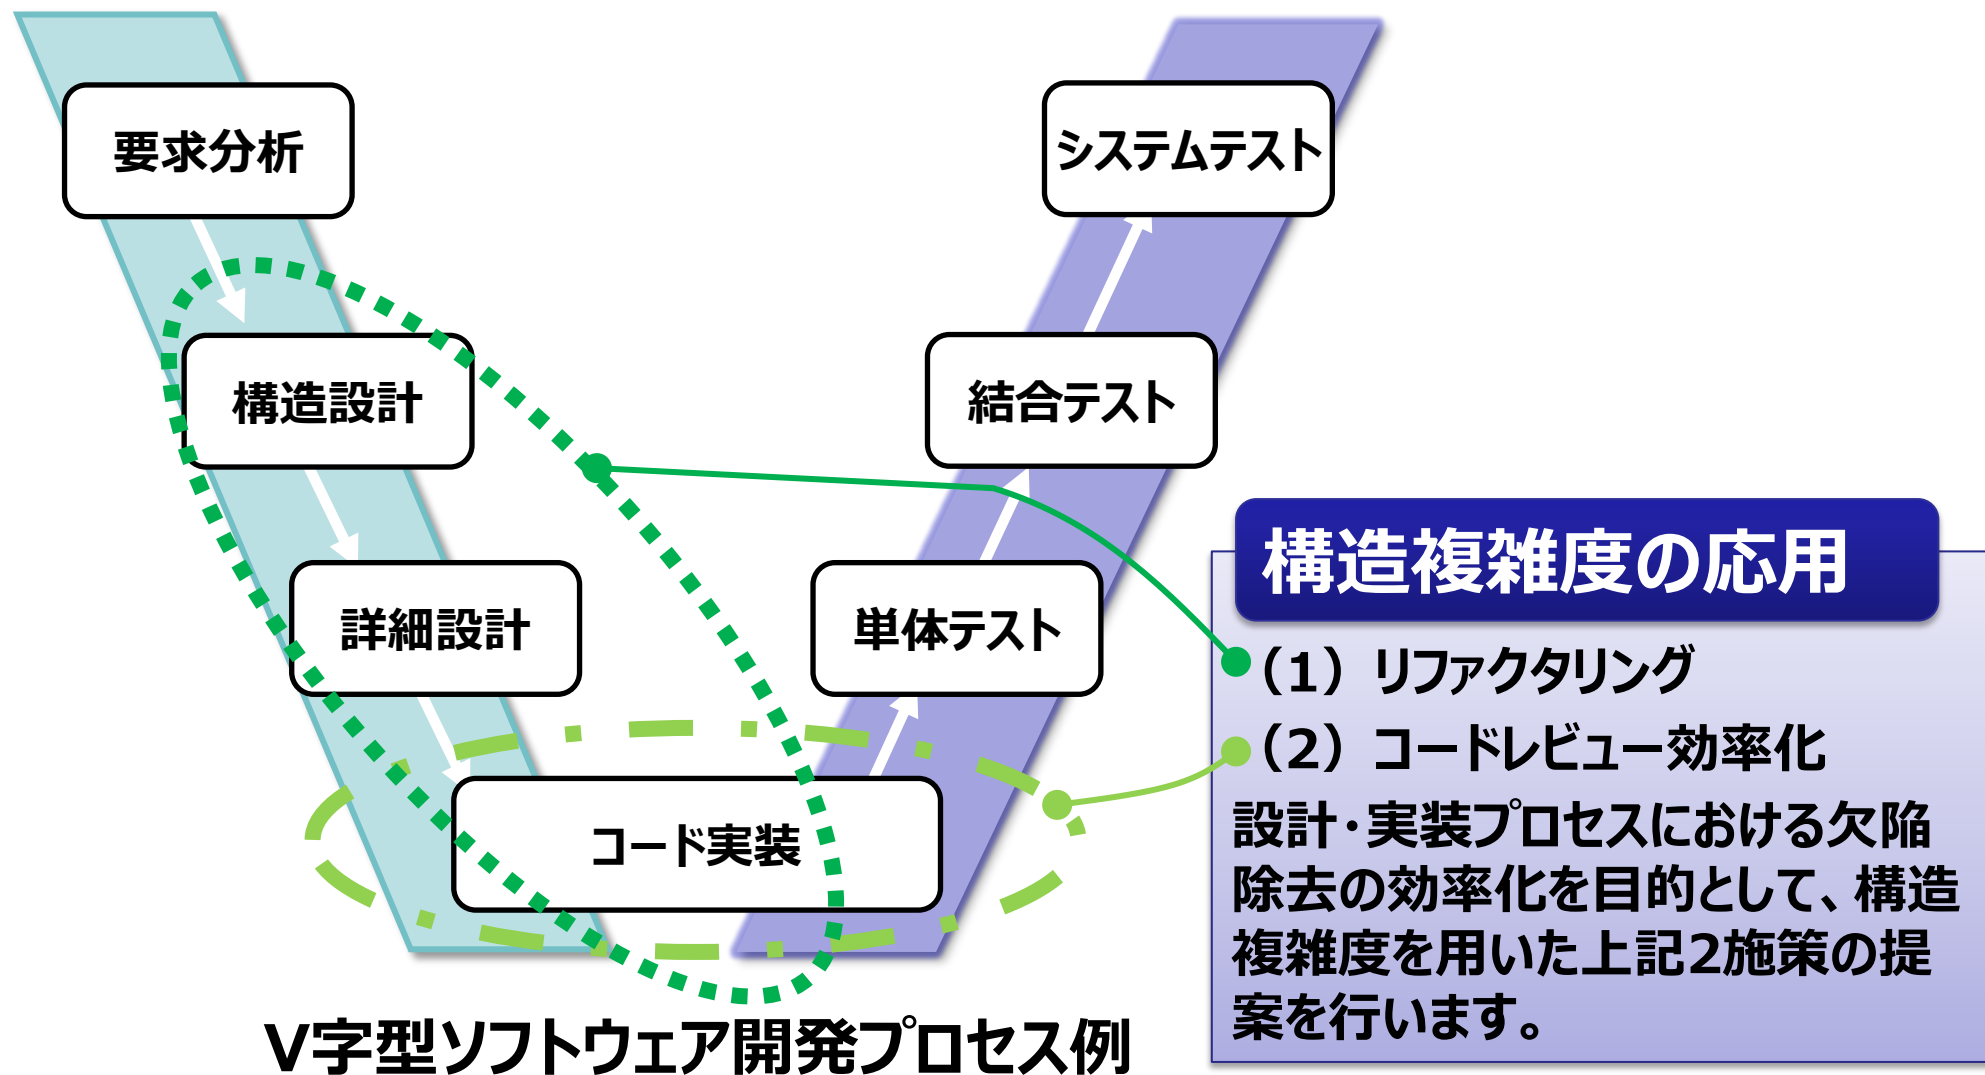 要求分析
システムテスト
構造設計
結合テスト
詳細設計
単体テスト
コード実装
V字型ソフトウェア開発プロセス例
構造複雑度の応用
（1）リファクタリング
（2）コードレビュー効率化
設計・実装プロセスにおける欠陥
除去の効率化を目的として、構造
複雑度を用いた上記2施策の提
案を行います。